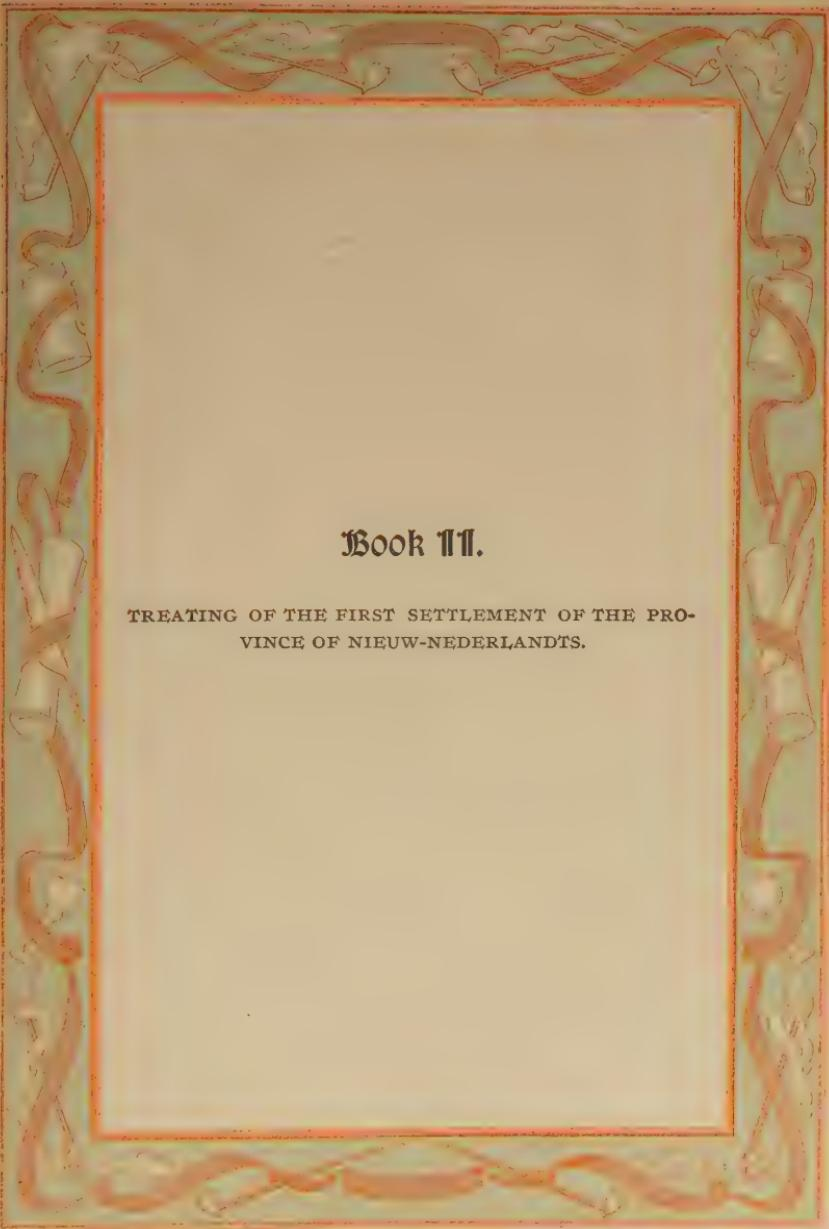 Book II.
TREATING OF THE FIRST SETTLEMENT OF THE PRO-
VINCE OF NIEUW-NEDERLANDTS.